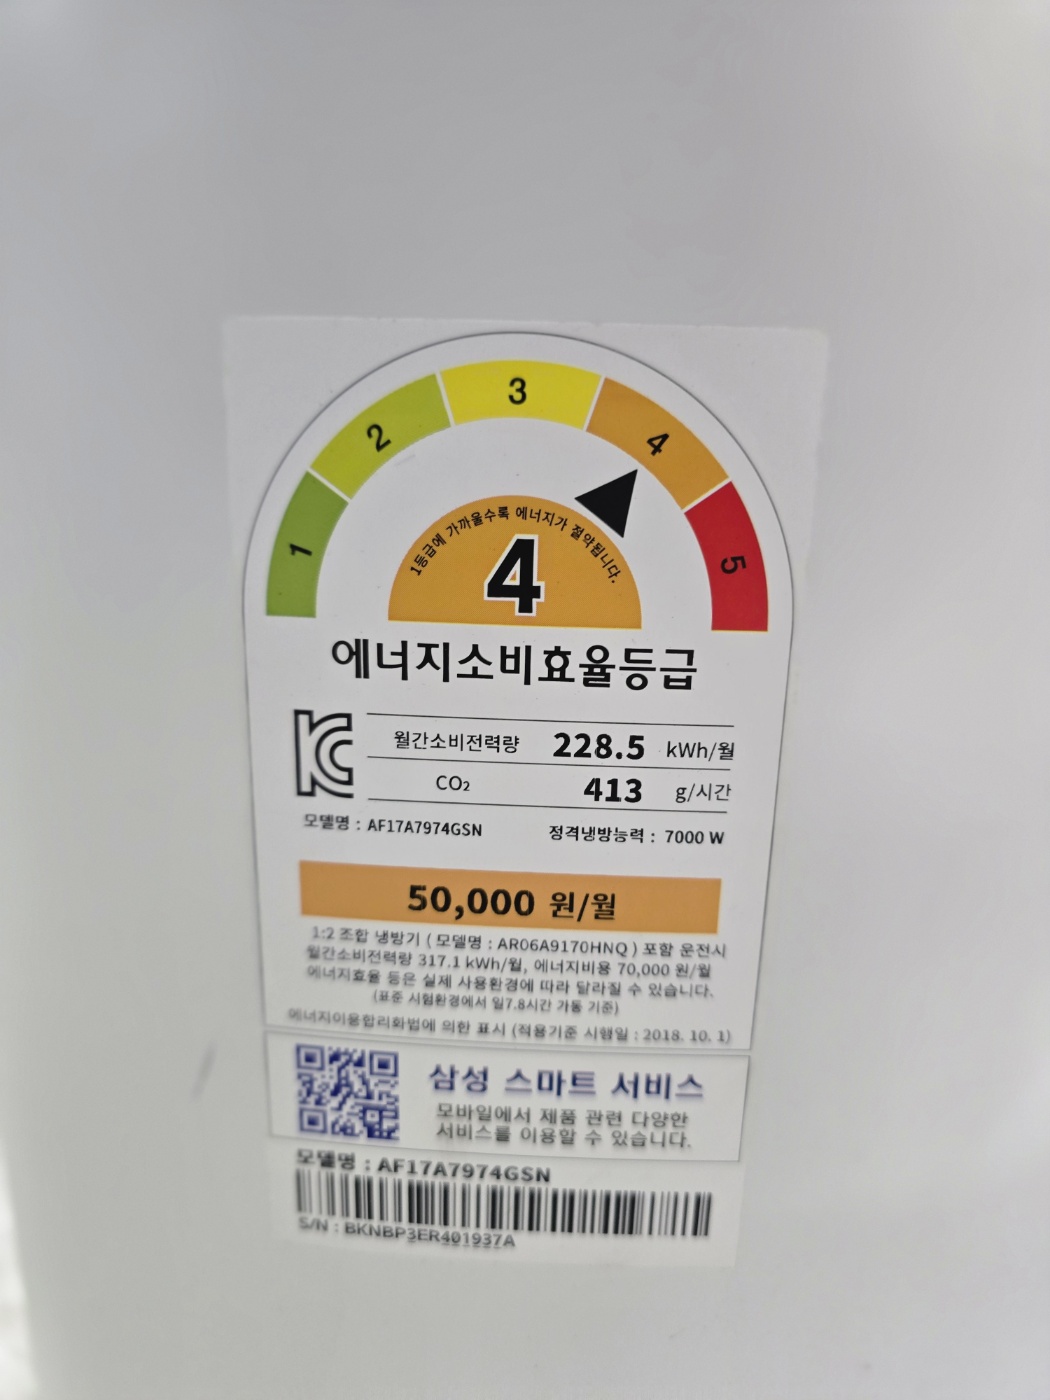 1
2
3
4
5
1등급에 가까울수록 에너지가 절약됩니다.
4
에너지소비효율등급
월간소비전력량 228.5 kWh/월
CO₂ 413 g/시간
모델명 : AF17A7974GSN 정격냉방능력 : 7000 W
50,000 원/월
1:2 조합 냉방기 ( 모델명 : AR06A9170HNQ ) 포함 운전시
월간소비전력량 317.1 kWh/월, 에너지비용 70,000 원/월
에너지효율 등은 실제 사용환경에 따라 달라질 수 있습니다.
(표준 시험환경에서 일7.8시간 가동 기준)
에너지이용합리화법에 의한 표시 (적용기준 시행일 : 2018. 10. 1)
삼성 스마트 서비스
모바일에서 제품 관련 다양한
서비스를 이용할 수 있습니다.
모델명 : AF17A7974GSN
S/N : BKNBP3ER401937A